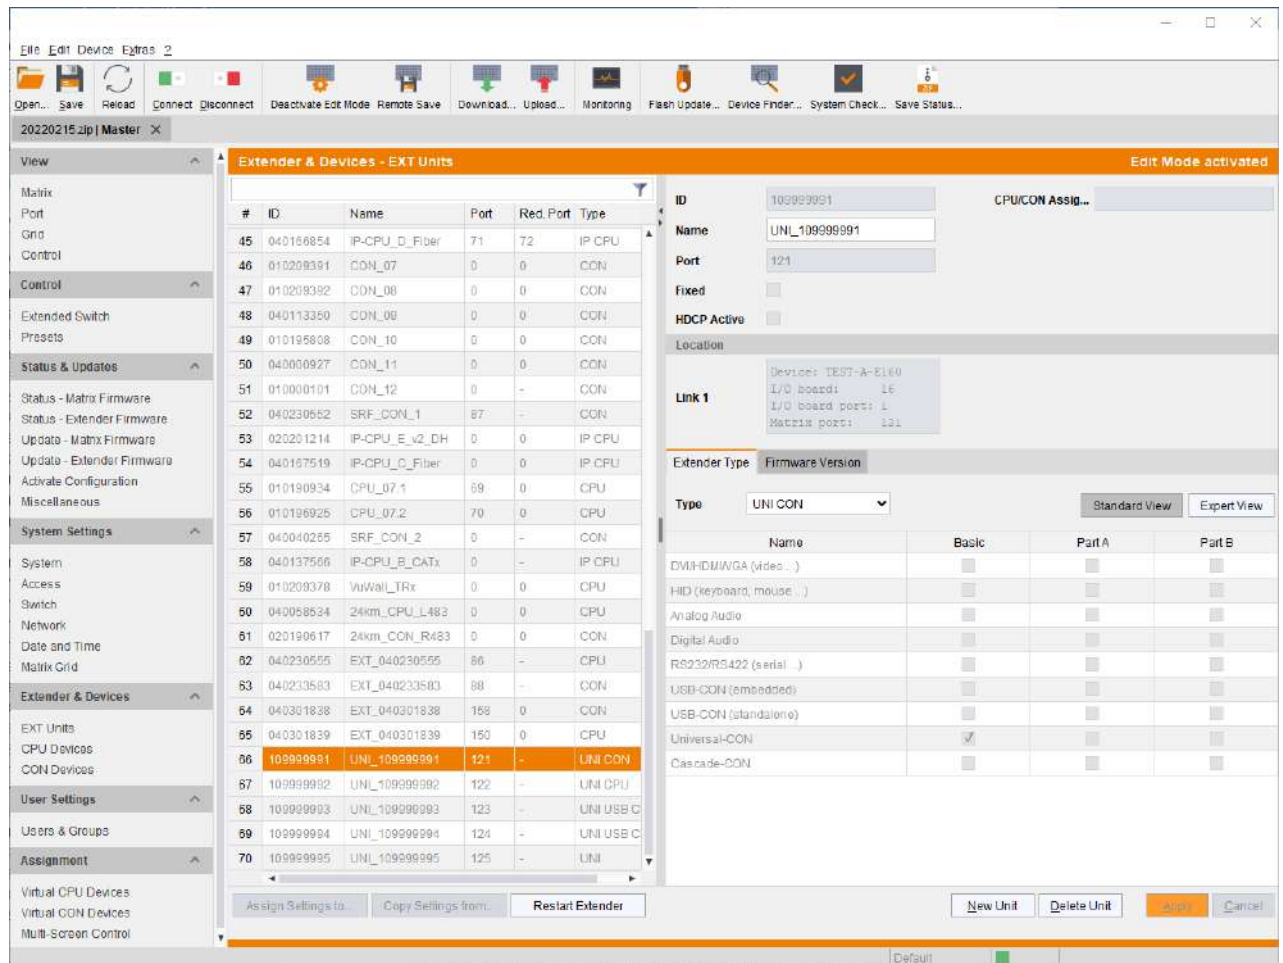 File Edit Device Extras ?
Open... Save Reload Connect Disconnect Deactivate Edit Mode Remote Save Download... Upload... Monitoring Flash Update... Device Finder... System Check... Save Status...
20220215.zip | Master
View
Matrix
Port
Grid
Control
Control
Extended Switch
Presets
Status & Updates
Status - Matrix Firmware
Status - Extender Firmware
Update - Matrix Firmware
Update - Extender Firmware
Activate Configuration
Miscellaneous
System Settings
System
Access
Switch
Network
Date and Time
Matrix Grid
Extender & Devices
EXT Units
CPU Devices
CON Devices
User Settings
Users & Groups
Assignment
Virtual CPU Devices
Virtual CON Devices
Multi-Screen Control
Extender & Devices - EXT Units Edit Mode activated
# ID Name Port Red. Port Type
45 040166854 IP-CPU_D_Fiber 71 72 IP CPU
46 010209391 CON_07 0 0 CON
47 010209392 CON_08 0 0 CON
48 040113350 CON_09 0 0 CON
49 010195808 CON_10 0 0 CON
50 040000927 CON_11 0 0 CON
51 010000101 CON_12 0 - CON
52 040230552 SRF_CON_1 87 - CON
53 020201214 IP-CPU_E_v2_DH 0 0 IP CPU
54 040167519 IP-CPU_C_Fiber 0 0 IP CPU
55 010190934 CPU_07.1 69 0 CPU
56 010196925 CPU_07.2 70 0 CPU
57 040040265 SRF_CON_2 0 - CON
58 040137566 IP-CPU_B_CATx 0 - IP CPU
59 010209378 VuWall_TRx 0 0 CPU
60 040058534 24km_CPU_L483 0 0 CPU
61 020190617 24km_CON_R483 0 0 CON
62 040230555 EXT_040230555 86 - CPU
63 040233583 EXT_040233583 88 - CON
64 040301838 EXT_040301838 158 0 CON
65 040301839 EXT_040301839 150 0 CPU
66 109999991 UNI_109999991 121 - UNI CON
67 109999992 UNI_109999992 122 - UNI CPU
68 109999993 UNI_109999993 123 - UNI USB C
69 109999994 UNI_109999994 124 - UNI USB C
70 109999995 UNI_109999995 125 - UNI
Assign Settings to... Copy Settings from... Restart Extender
ID 109999991 CPU/CON Assig...
Name UNI_109999991
Port 121
Fixed
HDCP Active
Location
Link 1
Device: TEST-A-E160
I/O board: 16
I/O board port: 1
Matrix port: 121
Extender Type Firmware Version
Type UNI CON Standard View Expert View
Name Basic Part A Part B
DVI/HDMI/VGA (video ...)
HID (keyboard, mouse ...)
Analog Audio
Digital Audio
RS232/RS422 (serial ...)
USB-CON (embedded)
USB-CON (standalone)
Universal-CON
Cascade-CON
New Unit Delete Unit Apply Cancel
Default